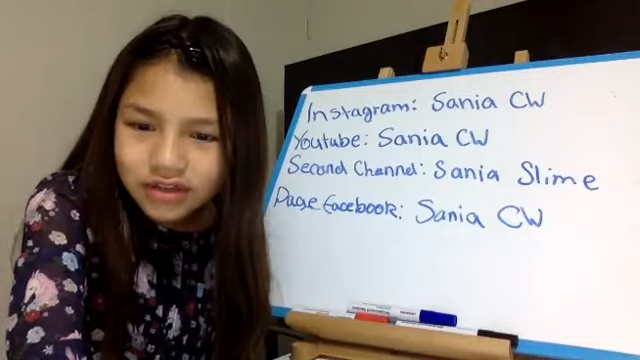 Instagram: Sania CW
Youtube: Sania CW
Second Channel: Sania Slime
Page Facebook: Sania CW